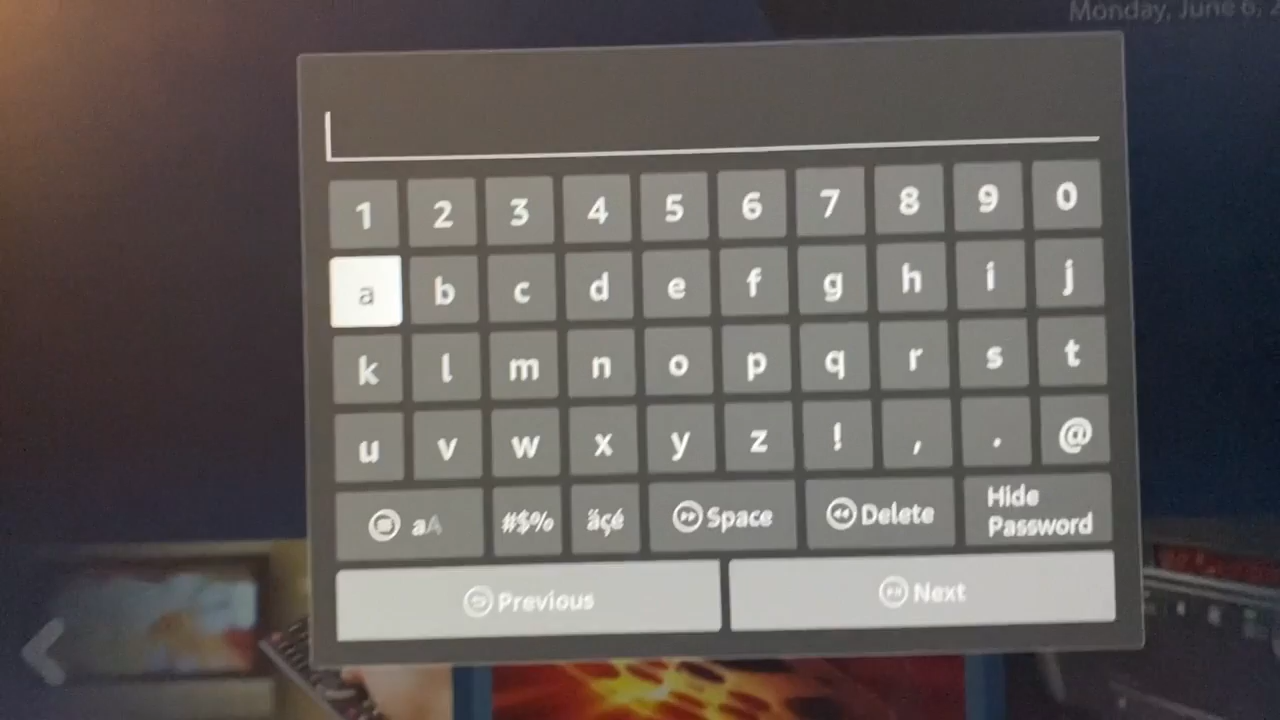 Monday, June 6, 2
1 2 3 4 5 6 7 8 9 0
a b c d e f g h i j
k l m n o p q r s t
u v w x y z ! , . @
aA #$% äçé Space Delete Hide Password
Previous Next